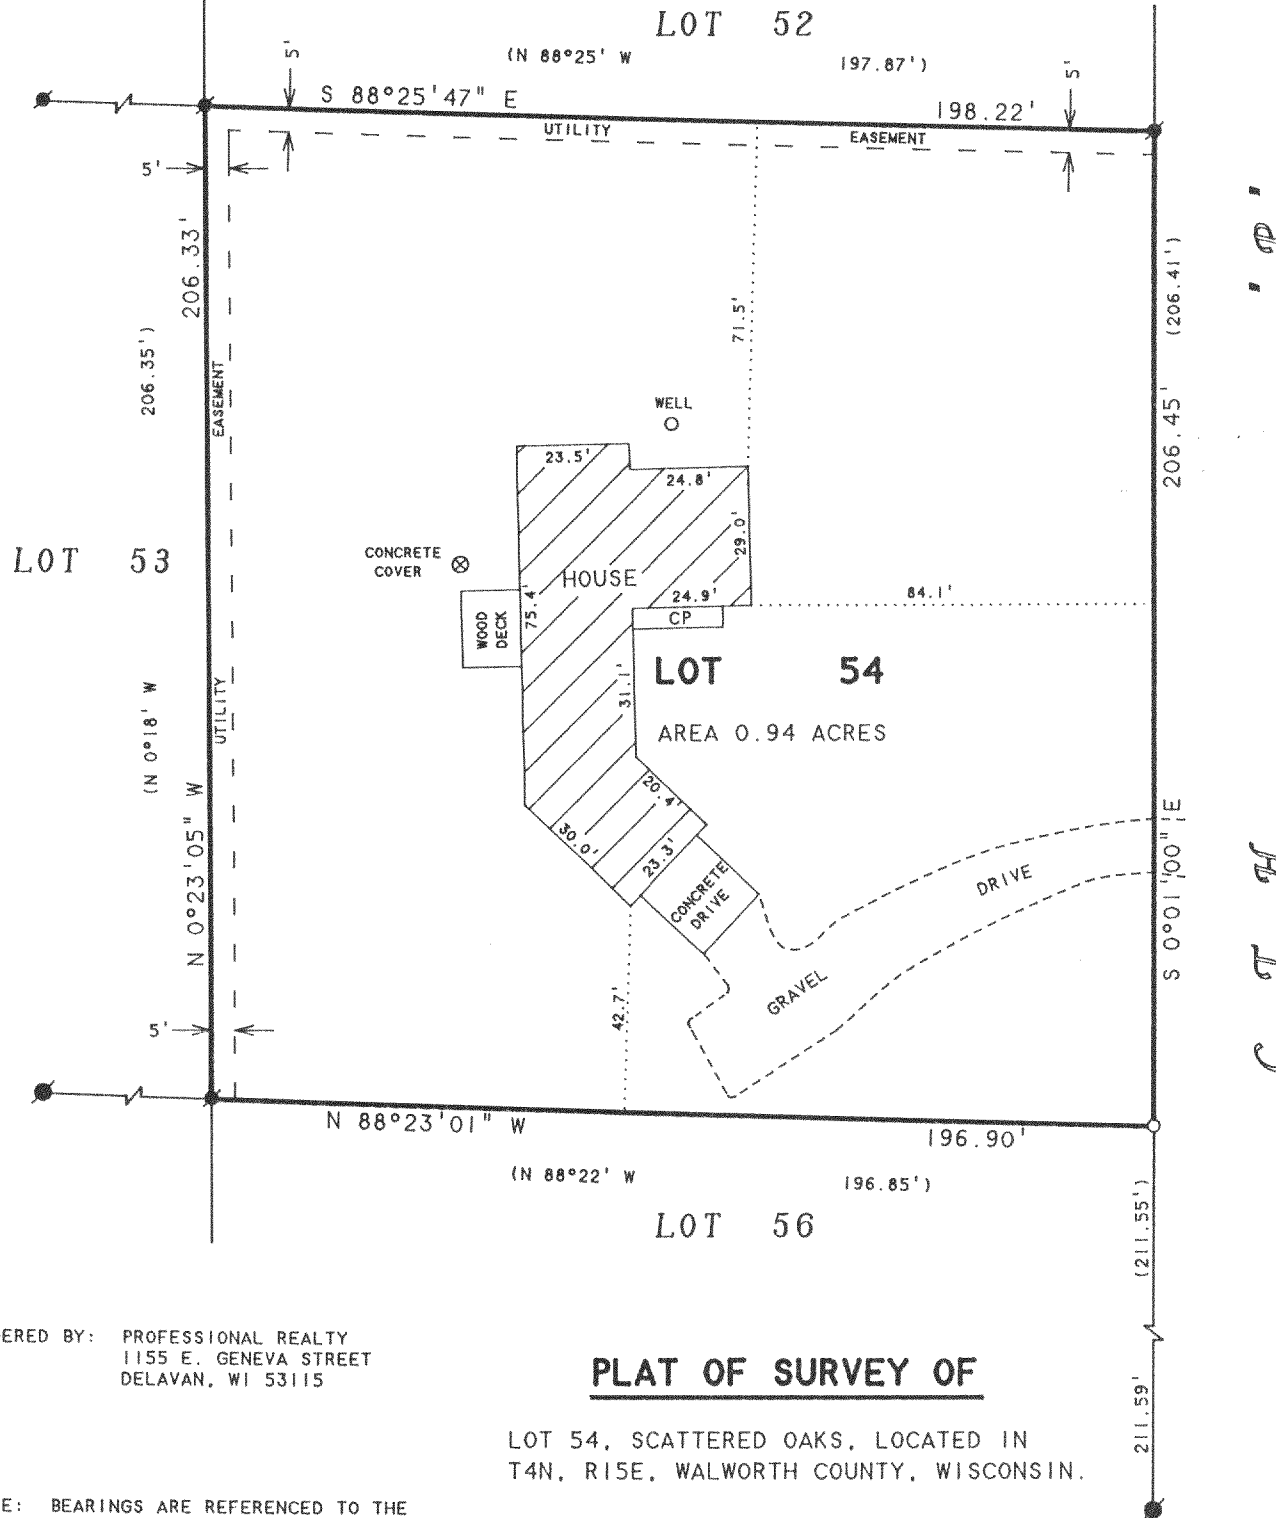 LOT 52
(N 88°25' W 197.87')
5'
5'
S 88°25'47" E 198.22'
UTILITY EASEMENT
5'
206.33'
(206.41')
71.5'
206.35')
EASEMENT
206.45'
WELL
23.5'
24.8'
29.0'
LOT 53
CONCRETE
COVER
HOUSE
75.4'
24.9'
84.1'
CP
WOOD
DECK
31.1'
LOT 54
AREA 0.94 ACRES
UTILITY
(N 0°18' W
N 0°23'05" W
20.4'
30.0'
23.3'
CONCRETE
DRIVE
DRIVE
S 0°01'00" E
GRAVEL
42.7'
5'
N 88°23'01" W 196.90'
(N 88°22' W 196.85')
LOT 56
(211.55')
211.59'
ERED BY: PROFESSIONAL REALTY
1155 E. GENEVA STREET
DELAVAN, WI 53115
PLAT OF SURVEY OF
LOT 54, SCATTERED OAKS, LOCATED IN
T4N, R15E, WALWORTH COUNTY, WISCONSIN.
E: BEARINGS ARE REFERENCED TO THE